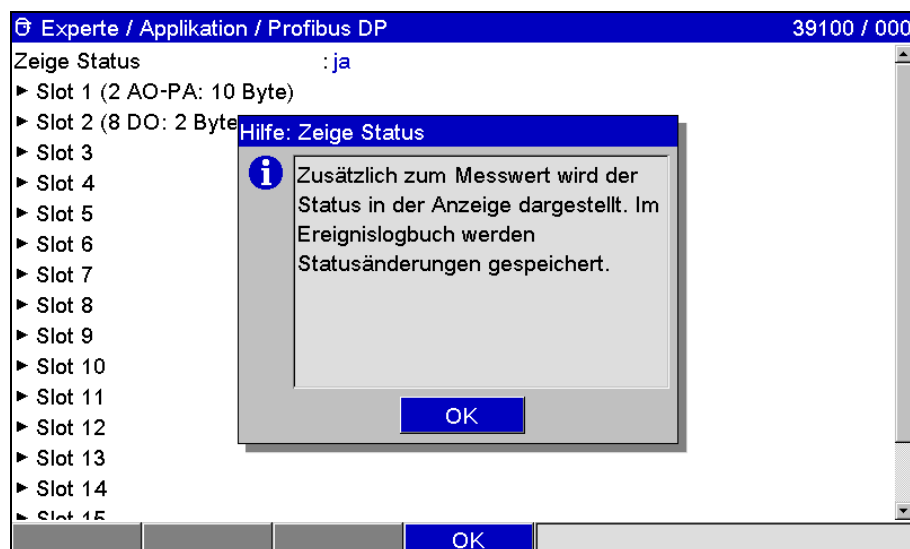 Experte / Applikation / Profibus DP 39100 / 000
Zeige Status : ja
► Slot 1 (2 AO-PA: 10 Byte)
► Slot 2 (8 DO: 2 Byte
► Slot 3
► Slot 4
► Slot 5
► Slot 6
► Slot 7
► Slot 8
► Slot 9
► Slot 10
► Slot 11
► Slot 12
► Slot 13
► Slot 14
► Slot 15
Hilfe: Zeige Status
Zusätzlich zum Messwert wird der
Status in der Anzeige dargestellt. Im
Ereignislogbuch werden
Statusänderungen gespeichert.
OK
OK